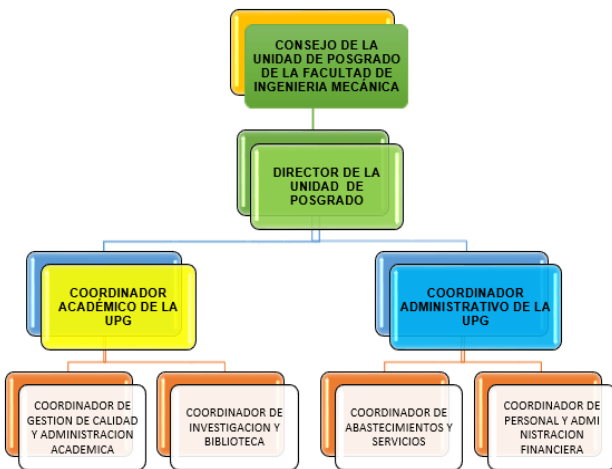 CONSEJO DE LA
UNIDAD DE POSGRADO
DE LA FACULTAD DE
INGENIERIA MECÁNICA
DIRECTOR DE LA
UNIDAD DE
POSGRADO
COORDINADOR
ACADÉMICO DE LA
UPG
COORDINADOR
ADMINISTRATIVO DE LA
UPG
COORDINADOR DE
GESTION DE CALIDAD
Y ADMINISTRACION
ACADEMICA
COORDINADOR DE
INVESTIGACION Y
BIBLIOTECA
COORDINADOR DE
ABASTECIMIENTOS Y
SERVICIOS
COORDINADOR DE
PERSONAL Y ADMI
NISTRACION
FINANCIERA